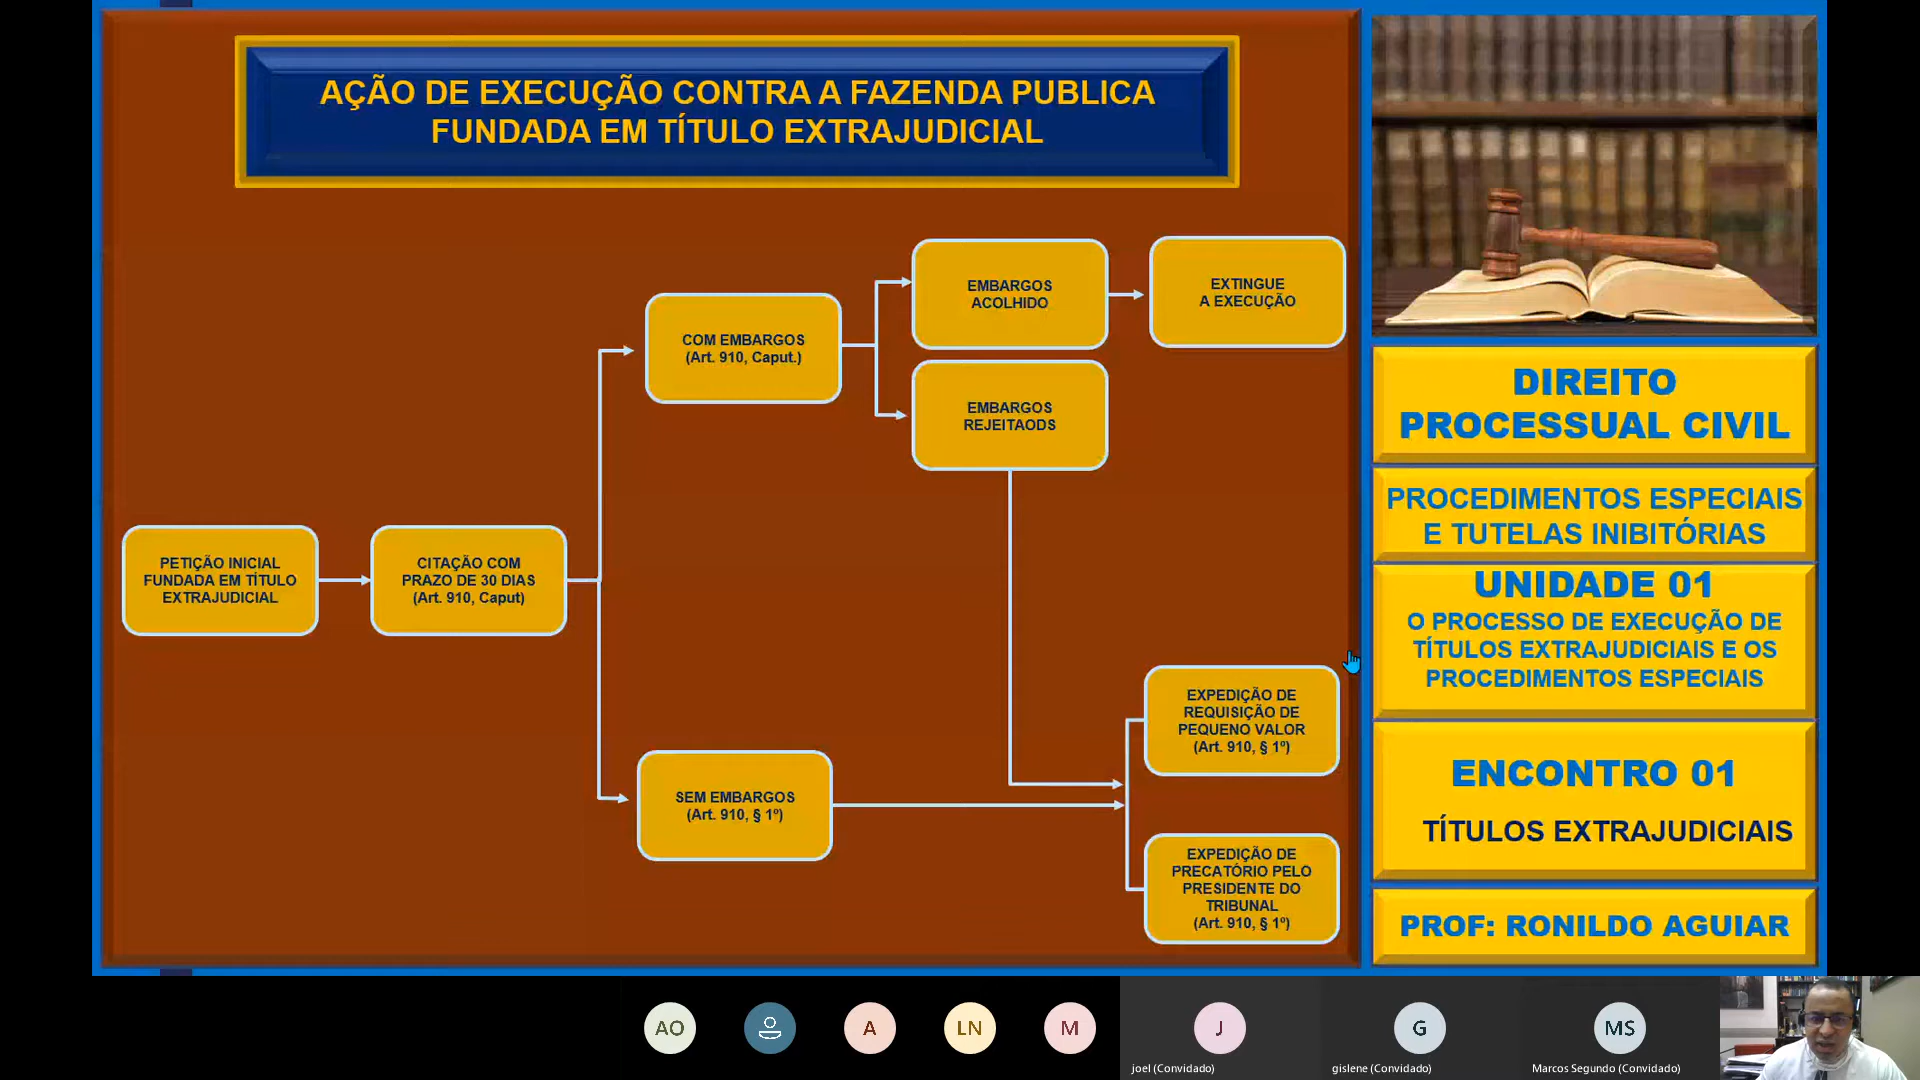 AÇÃO DE EXECUÇÃO CONTRA A FAZENDA PUBLICA
FUNDADA EM TÍTULO EXTRAJUDICIAL
PETIÇÃO INICIAL
FUNDADA EM TÍTULO
EXTRAJUDICIAL
CITAÇÃO COM
PRAZO DE 30 DIAS
(Art. 910, Caput)
COM EMBARGOS
(Art. 910, Caput.)
EMBARGOS
ACOLHIDO
EXTINGUE
A EXECUÇÃO
EMBARGOS
REJEITAODS
SEM EMBARGOS
(Art. 910, § 1º)
EXPEDIÇÃO DE
REQUISIÇÃO DE
PEQUENO VALOR
(Art. 910, § 1º)
EXPEDIÇÃO DE
PRECATÓRIO PELO
PRESIDENTE DO
TRIBUNAL
(Art. 910, § 1º)
DIREITO
PROCESSUAL CIVIL
PROCEDIMENTOS ESPECIAIS
E TUTELAS INIBITÓRIAS
UNIDADE 01
O PROCESSO DE EXECUÇÃO DE
TÍTULOS EXTRAJUDICIAIS E OS
PROCEDIMENTOS ESPECIAIS
ENCONTRO 01
TÍTULOS EXTRAJUDICIAIS
PROF: RONILDO AGUIAR
AO
A
LN
M
J
G
MS
joel (Convidado)
gislene (Convidado)
Marcos Segundo (Convidado)